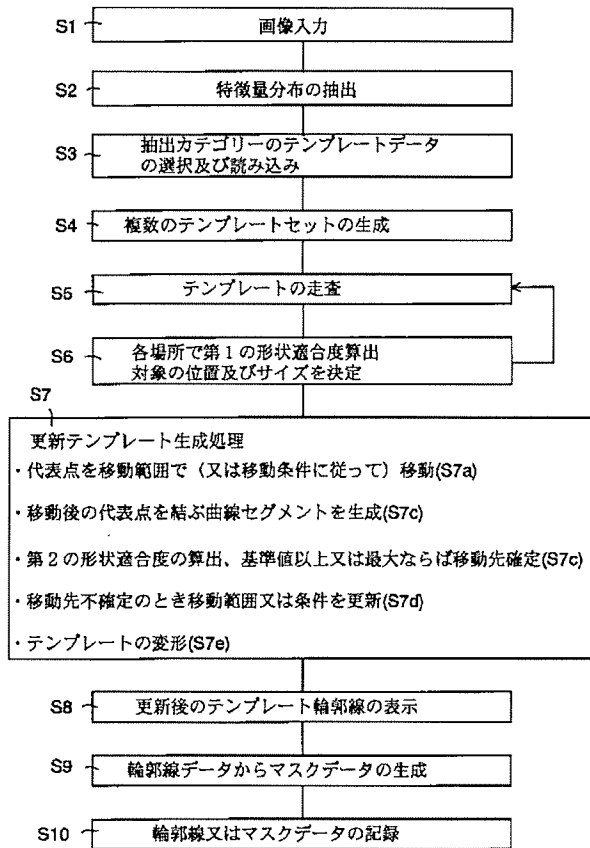 S1 画像入力
S2 特徴量分布の抽出
S3 抽出カテゴリーのテンプレートデータ
の選択及び読み込み
S4 複数のテンプレートセットの生成
S5 テンプレートの走査
S6 各場所で第1の形状適合度算出
対象の位置及びサイズを決定
S7
更新テンプレート生成処理
・代表点を移動範囲で（又は移動条件に従って）移動(S7a)
・移動後の代表点を結ぶ曲線セグメントを生成(S7c)
・第2の形状適合度の算出、基準値以上又は最大ならば移動先確定(S7c)
・移動先不確定のとき移動範囲又は条件を更新(S7d)
・テンプレートの変形(S7e)
S8 更新後のテンプレート輪郭線の表示
S9 輪郭線データからマスクデータの生成
S10 輪郭線又はマスクデータの記録